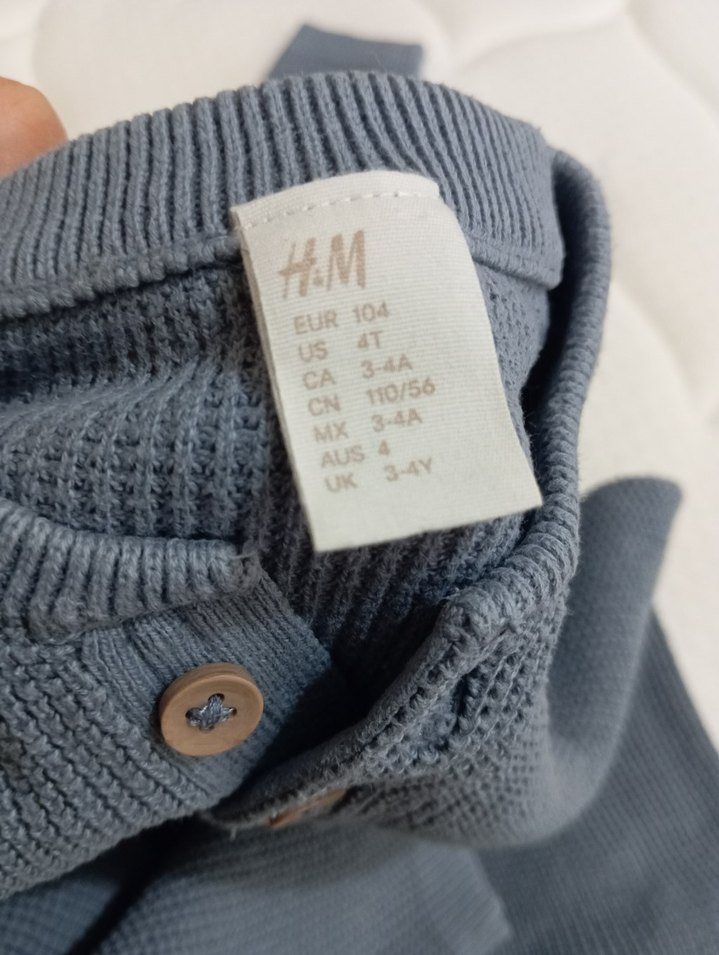 H&M
EUR 104
US 4T
CA 3-4A
CN 110/56
MX 3-4A
AUS 4
UK 3-4Y